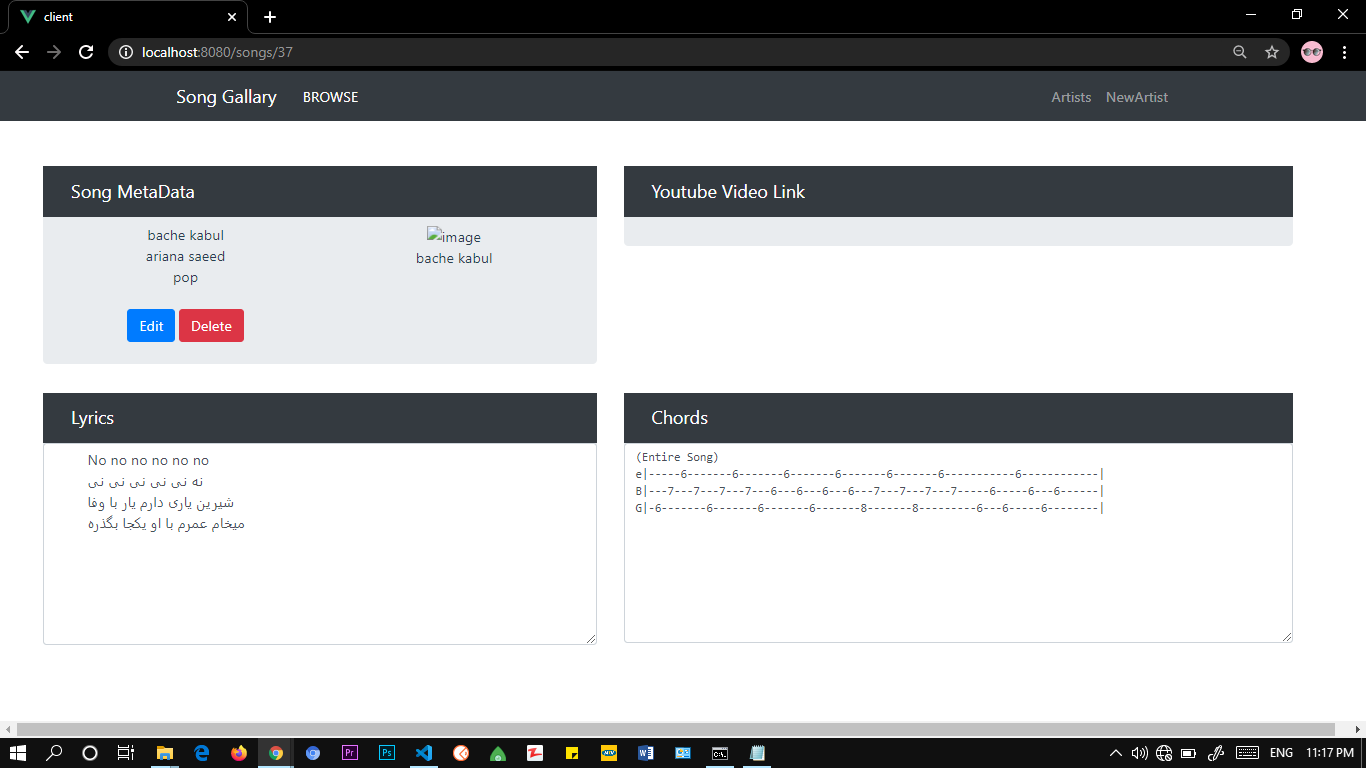 client
localhost:8080/songs/37
Song Gallary BROWSE Artists NewArtist
Song MetaData
bache kabul
ariana saeed
pop
image
bache kabul
Edit Delete
Youtube Video Link
Lyrics
No no no no no no
نه نی نی نی نی نی
شیرین یاری دارم یار با وفا
میخام عمرم با او یکجا بگذره
Chords
(Entire Song)
e|-----6-------6-------6-------6-------6-------6-----------6------------|
B|---7---7---7---7---6---6---6---6---7---7---7---7-----6-----6---6------|
G|-6-------6-------6-------6-------8-------8---------6---6-----6--------|
Pr
Ps
ENG 11:17 PM